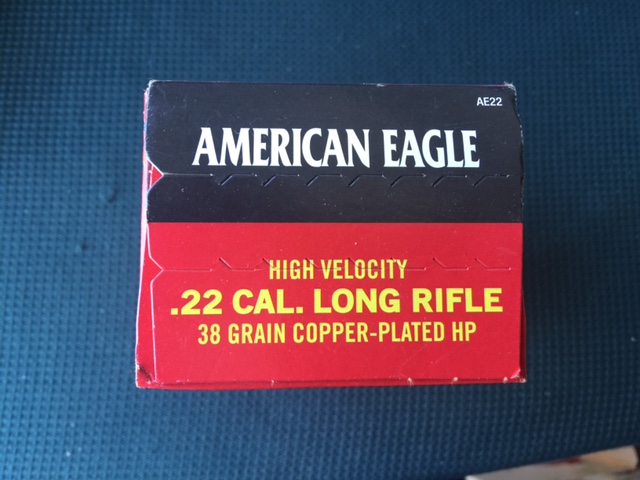 AE22
AMERICAN EAGLE
HIGH VELOCITY
.22 CAL. LONG RIFLE
38 GRAIN COPPER-PLATED HP